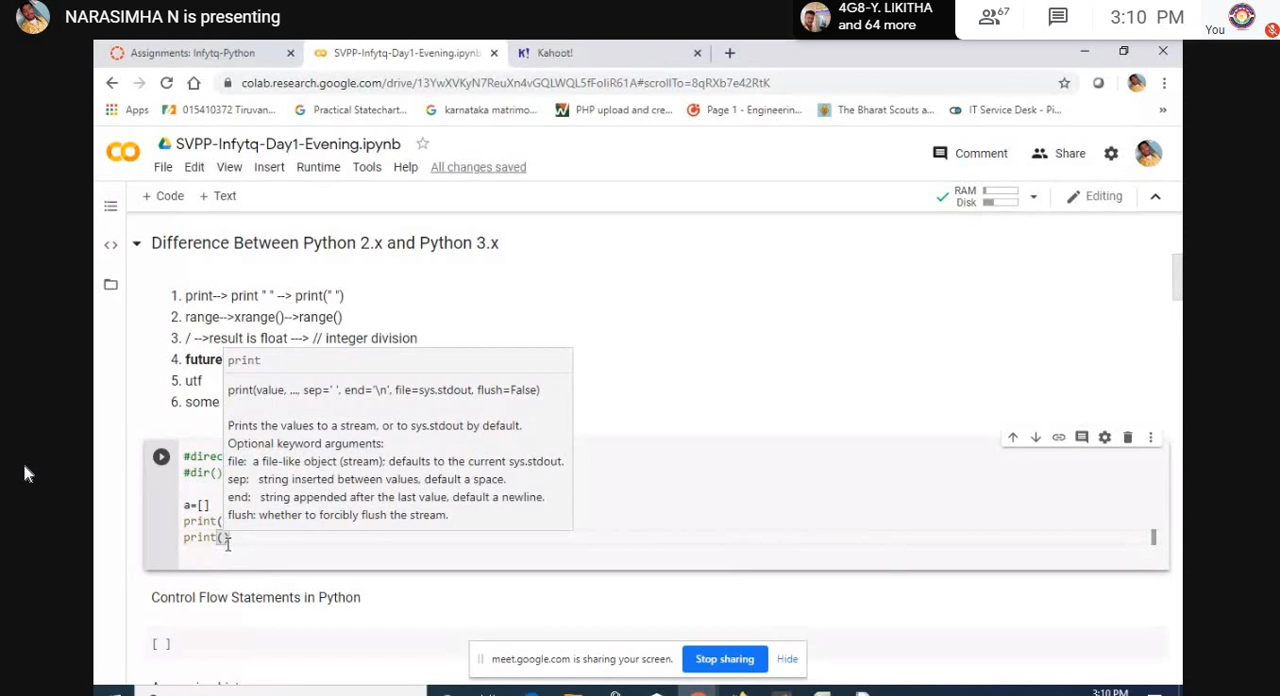 NARASIMHA N is presenting
4G8-Y. LIKITHA
and 64 more
67
3:10 PM
You
Assignments: Infytq-Python
SVPP-Infytq-Day1-Evening.ipynb
K! Kahoot!
colab.research.google.com/drive/13YwXVKyN7ReuXn4vGQLWQL5fFoIiR61A#scrollTo=8qRXb7e42RtK
Apps
015410372 Tiruvan...
Practical Statechart...
karnataka matrimo...
PHP upload and cre...
Page 1 - Engineerin...
The Bharat Scouts a...
IT Service Desk - Pi...
»
SVPP-Infytq-Day1-Evening.ipynb
Comment
Share
File Edit View Insert Runtime Tools Help All changes saved
+ Code + Text
RAM
Disk
Editing
Difference Between Python 2.x and Python 3.x
1. print--> print " " --> print(" ")
2. range-->xrange()-->range()
3. / -->result is float ---> // integer division
4. future
5. utf
6. some
print
print(value, ..., sep=' ', end='\n', file=sys.stdout, flush=False)
Prints the values to a stream, or to sys.stdout by default.
Optional keyword arguments:
file: a file-like object (stream); defaults to the current sys.stdout.
sep: string inserted between values, default a space.
end: string appended after the last value, default a newline.
flush: whether to forcibly flush the stream.
#direc
#dir()
a=[]
print(
print()
Control Flow Statements in Python
[ ]
meet.google.com is sharing your screen.
Stop sharing
Hide
3:10 PM